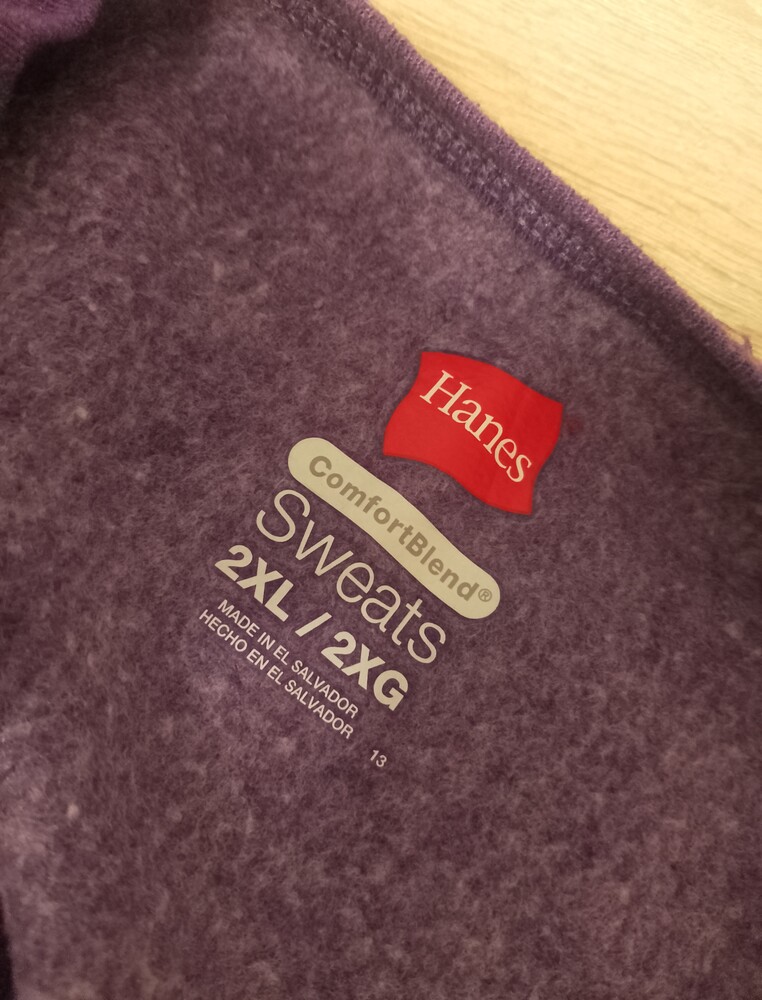 Hanes
ComfortBlend®
Sweats
2XL / 2XG
MADE IN EL SALVADOR
HECHO EN EL SALVADOR
13